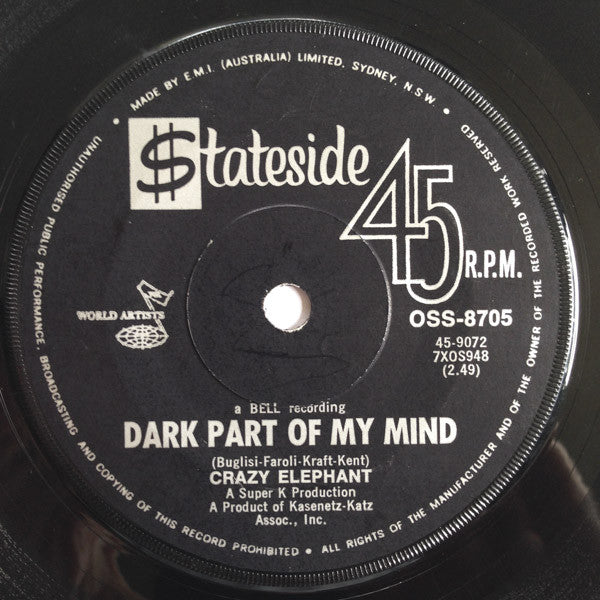 MADE BY E.M.I. (AUSTRALIA) LIMITED, SYDNEY, N.S.W. •
ALL RIGHTS OF THE MANUFACTURER AND OF THE OWNER OF THE RECORDED WORK RESERVED
UNAUTHORISED PUBLIC PERFORMANCE, BROADCASTING AND COPYING OF THIS RECORD PROHIBITED •
$tateside
45
R.P.M.
WORLD ARTISTS
OSS-8705
45-9072
7XOS948
(2.49)
a BELL recording
DARK PART OF MY MIND
(Buglisi-Faroli-Kraft-Kent)
CRAZY ELEPHANT
A Super K Production
A Product of Kasenetz-Katz
Assoc., Inc.